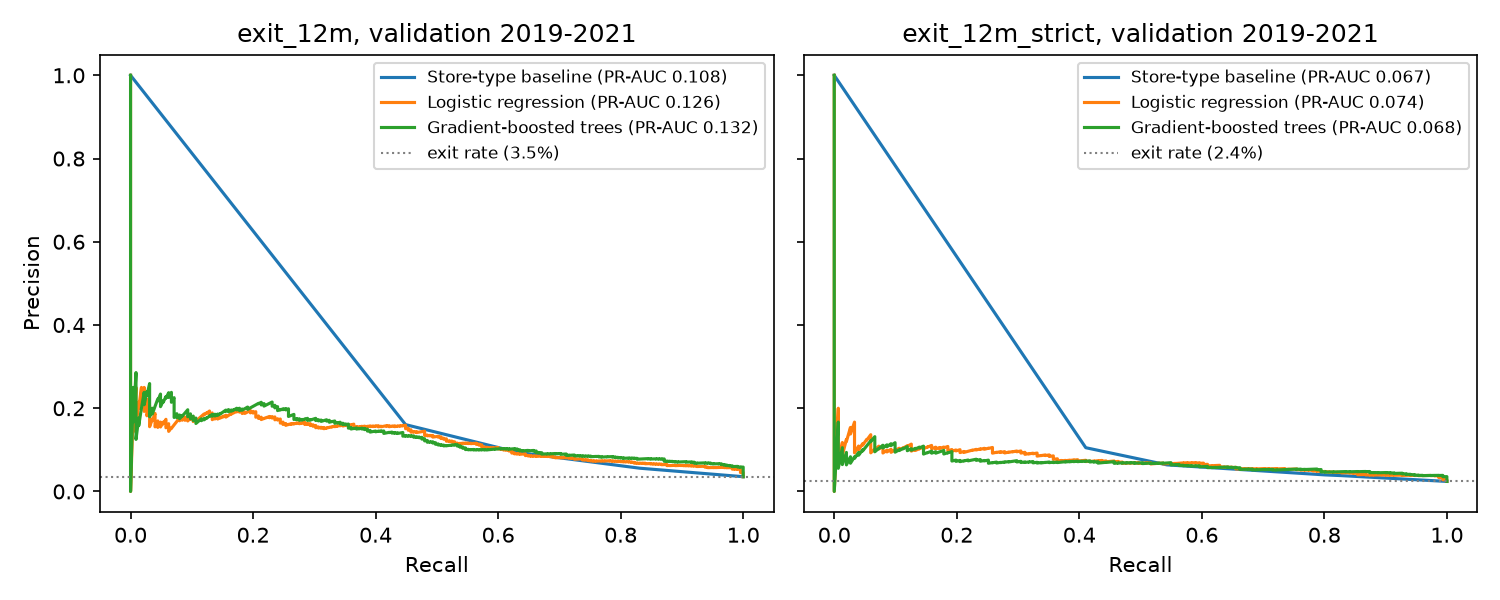 exit_12m, validation 2019-2021
Store-type baseline (PR-AUC 0.108)
Logistic regression (PR-AUC 0.126)
Gradient-boosted trees (PR-AUC 0.132)
exit rate (3.5%)
Precision
1.0
0.8
0.6
0.4
0.2
0.0
0.0 0.2 0.4 0.6 0.8 1.0
Recall
exit_12m_strict, validation 2019-2021
Store-type baseline (PR-AUC 0.067)
Logistic regression (PR-AUC 0.074)
Gradient-boosted trees (PR-AUC 0.068)
exit rate (2.4%)
0.0 0.2 0.4 0.6 0.8 1.0
Recall